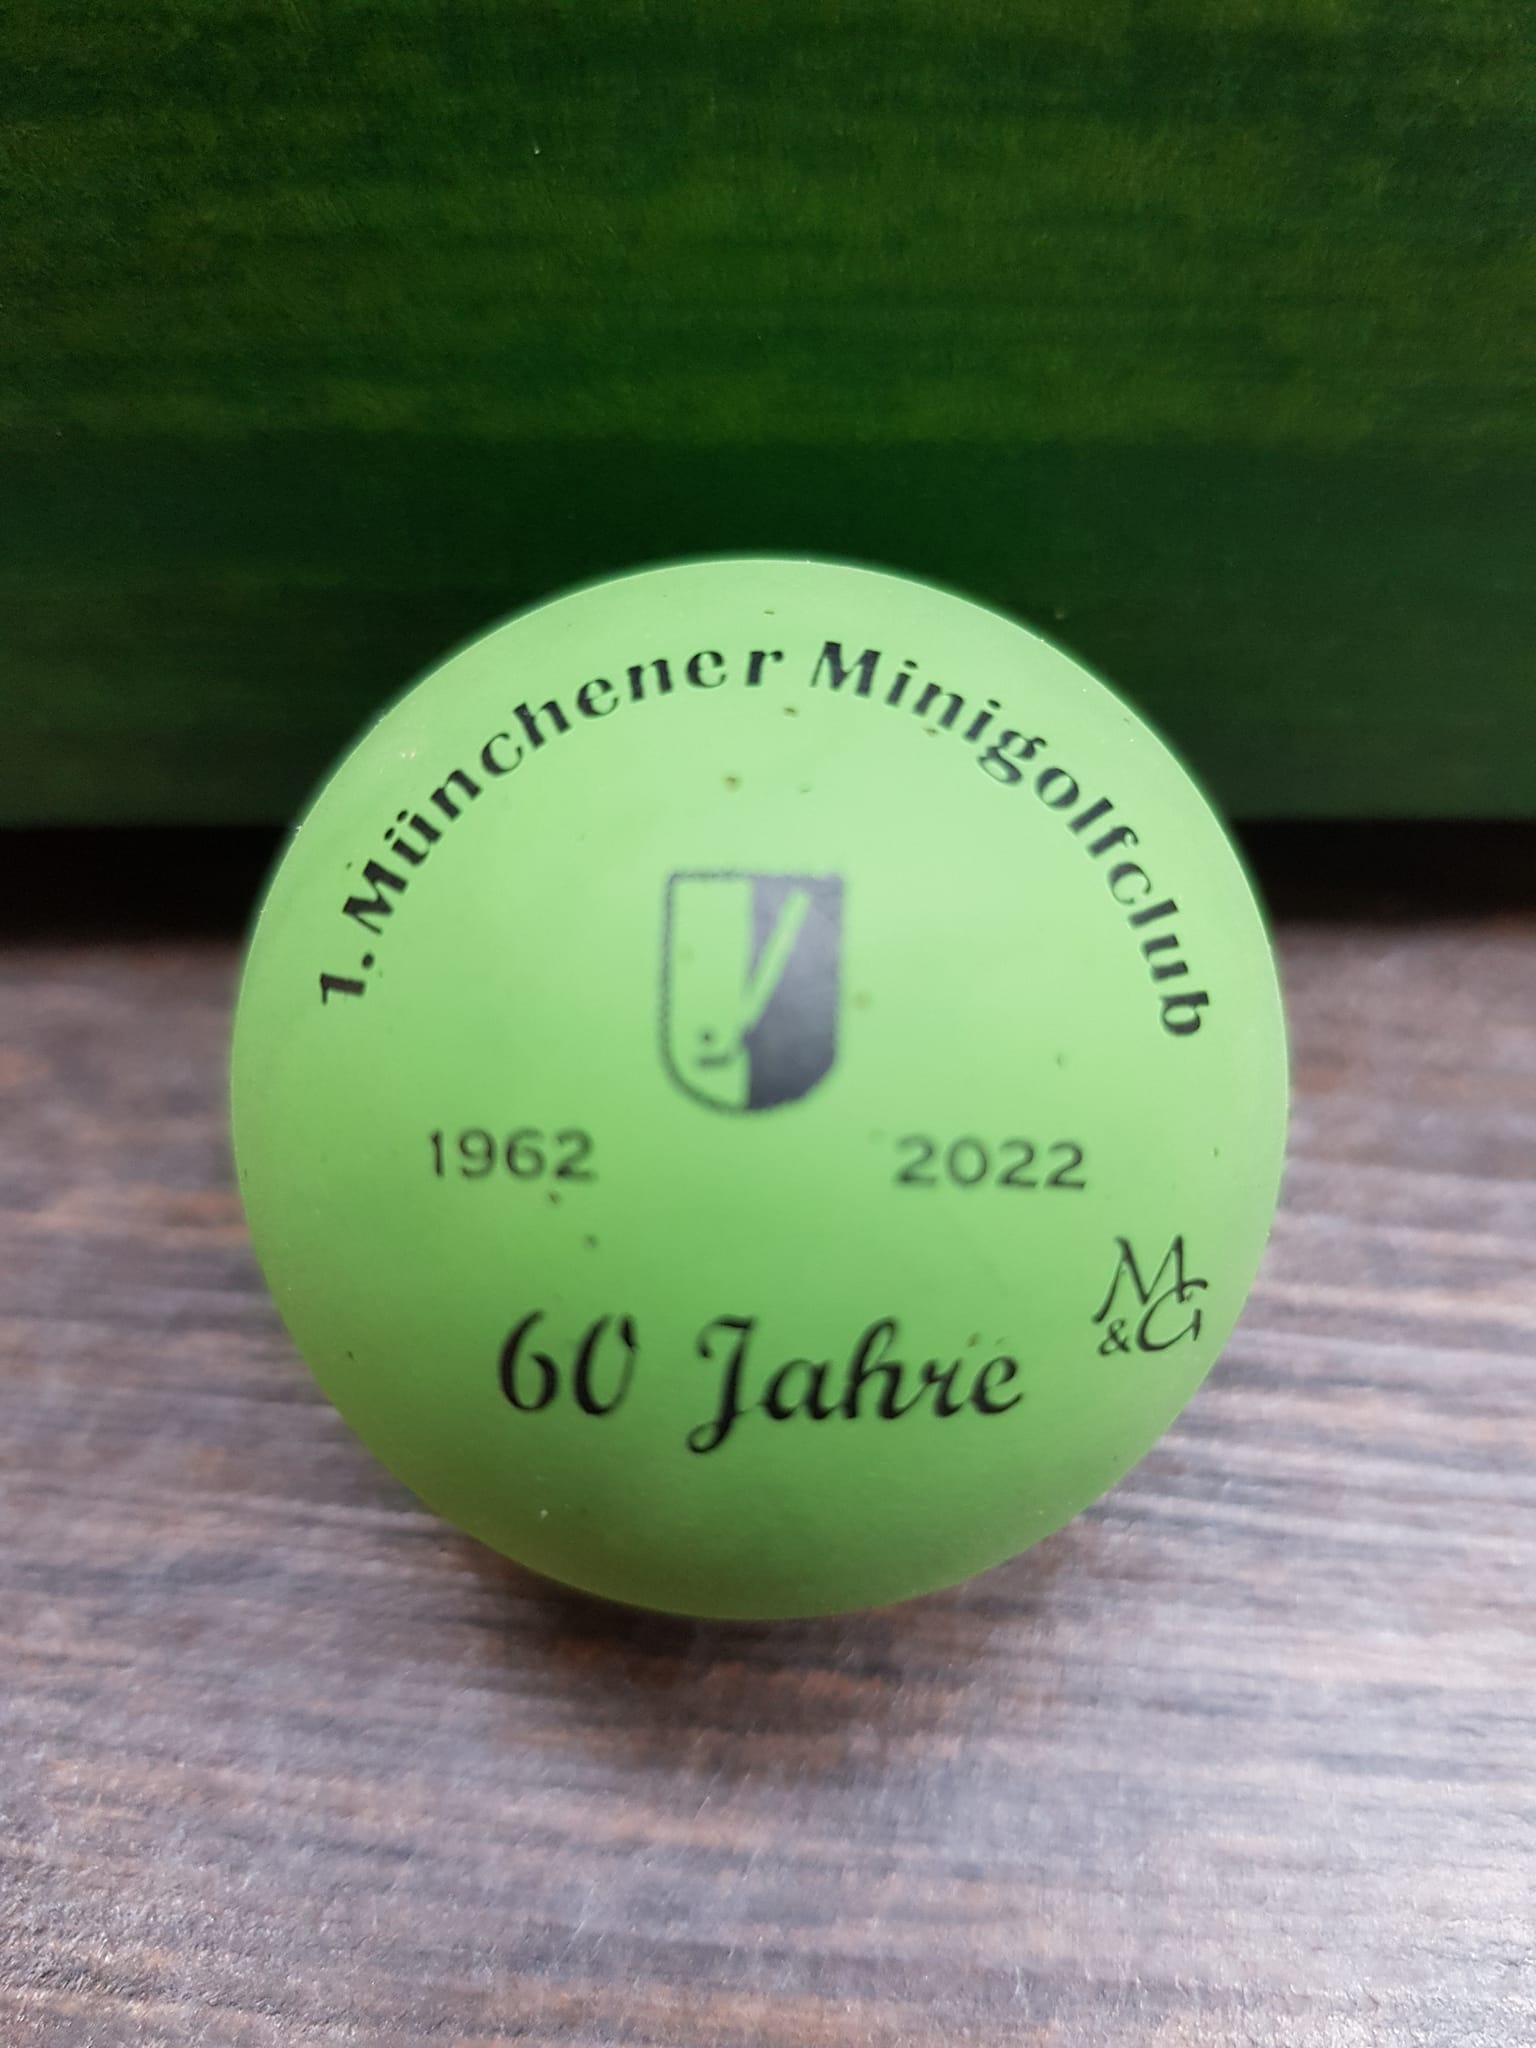 1. Münchener Minigolfclub
1962 2022
60 Jahre
M
&G